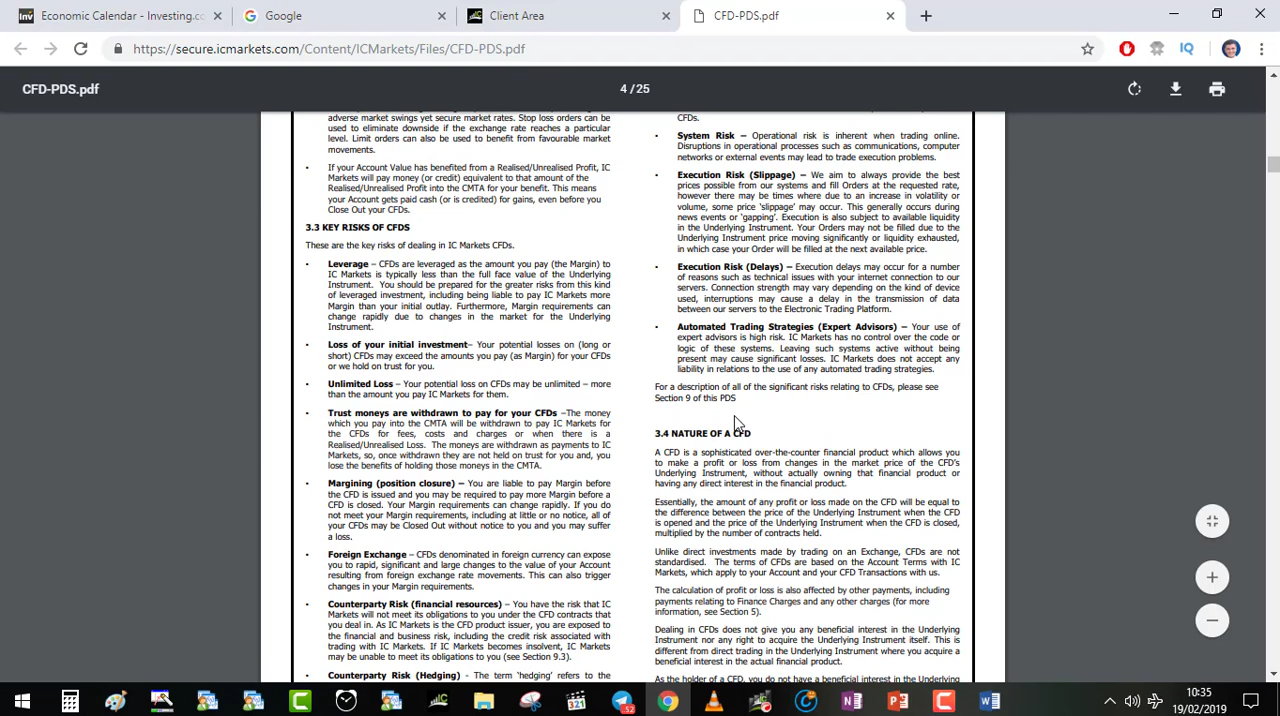 Economic Calendar - Investing.co
Google
Client Area
CFD-PDS.pdf
https://secure.icmarkets.com/Content/ICMarkets/Files/CFD-PDS.pdf
IQ
CFD-PDS.pdf
4 / 25
adverse market swings yet secure market rates. Stop loss orders can be
used to eliminate downside if the exchange rate reaches a particular
level. Limit orders can also be used to benefit from favourable market
movements.
• If your Account Value has benefited from a Realised/Unrealised Profit, IC
Markets will pay money (or credit) equivalent to that amount of the
Realised/Unrealised Profit into the CMTA for your benefit. This means
your Account gets paid cash (or is credited) for gains, even before you
Close Out your CFDs.
3.3 KEY RISKS OF CFDS
These are the key risks of dealing in IC Markets CFDs.
• Leverage – CFDs are leveraged as the amount you pay (the Margin) to
IC Markets is typically less than the full face value of the Underlying
Instrument. You should be prepared for the greater risks from this kind
of leveraged investment, including being liable to pay IC Markets more
Margin than your initial outlay. Furthermore, Margin requirements can
change rapidly due to changes in the market for the Underlying
Instrument.
• Loss of your initial investment– Your potential losses on (long or
short) CFDs may exceed the amounts you pay (as Margin) for your CFDs
or we hold on trust for you.
• Unlimited Loss – Your potential loss on CFDs may be unlimited – more
than the amount you pay IC Markets for them.
• Trust moneys are withdrawn to pay for your CFDs –The money
which you pay into the CMTA will be withdrawn to pay IC Markets for
the CFDs for fees, costs and charges or when there is a
Realised/Unrealised Loss. The moneys are withdrawn as payments to IC
Markets, so, once withdrawn they are not held on trust for you and, you
lose the benefits of holding those moneys in the CMTA.
• Margining (position closure) – You are liable to pay Margin before
the CFD is issued and you may be required to pay more Margin before a
CFD is closed. Your Margin requirements can change rapidly. If you do
not meet your Margin requirements, including at little or no notice, all of
your CFDs may be Closed Out without notice to you and you may suffer
a loss.
• Foreign Exchange – CFDs denominated in foreign currency can expose
you to rapid, significant and large changes to the value of your Account
resulting from foreign exchange rate movements. This can also trigger
changes in your Margin requirements.
• Counterparty Risk (financial resources) – You have the risk that IC
Markets will not meet its obligations to you under the CFD contracts that
you deal in. As IC Markets is the CFD product issuer, you are exposed to
the financial and business risk, including the credit risk associated with
trading with IC Markets. If IC Markets becomes insolvent, IC Markets
may be unable to meet its obligations to you (see Section 9.3).
• Counterparty Risk (Hedging) - The term 'hedging' refers to the
CFDs.
• System Risk – Operational risk is inherent when trading online.
Disruptions in operational processes such as communications, computer
networks or external events may lead to trade execution problems.
• Execution Risk (Slippage) – We aim to always provide the best
prices possible from our systems and fill Orders at the requested rate,
however there may be times where due to an increase in volatility or
volume, some price 'slippage' may occur. This generally occurs during
news events or 'gapping'. Execution is also subject to available liquidity
in the Underlying Instrument. Your Orders may not be filled due to the
Underlying Instrument price moving significantly or liquidity exhausted,
in which case your Order will be filled at the next available price.
• Execution Risk (Delays) – Execution delays may occur for a number
of reasons such as technical issues with your internet connection to our
servers. Connection strength may vary depending on the kind of device
used, interruptions may cause a delay in the transmission of data
between our servers to the Electronic Trading Platform.
• Automated Trading Strategies (Expert Advisors) – Your use of
expert advisors is high risk. IC Markets has no control over the code or
logic of these systems. Leaving such systems active without being
present may cause significant losses. IC Markets does not accept any
liability in relations to the use of any automated trading strategies.
For a description of all of the significant risks relating to CFDs, please see
Section 9 of this PDS
3.4 NATURE OF A CFD
A CFD is a sophisticated over-the-counter financial product which allows you
to make a profit or loss from changes in the market price of the CFD's
Underlying Instrument, without actually owning that financial product or
having any direct interest in the financial product.
Essentially, the amount of any profit or loss made on the CFD will be equal to
the difference between the price of the Underlying Instrument when the CFD
is opened and the price of the Underlying Instrument when the CFD is closed,
multiplied by the number of contracts held.
Unlike direct investments made by trading on an Exchange, CFDs are not
standardised. The terms of CFDs are based on the Account Terms with IC
Markets, which apply to your Account and your CFD Transactions with us.
The calculation of profit or loss is also affected by other payments, including
payments relating to Finance Charges and any other charges (for more
information, see Section 5).
Dealing in CFDs does not give you any beneficial interest in the Underlying
Instrument nor any right to acquire the Underlying Instrument itself. This is
different from direct trading in the Underlying Instrument where you acquire a
beneficial interest in the actual financial product.
As the holder of a CFD, you do not have a beneficial interest in the Underlying
10:35
19/02/2019